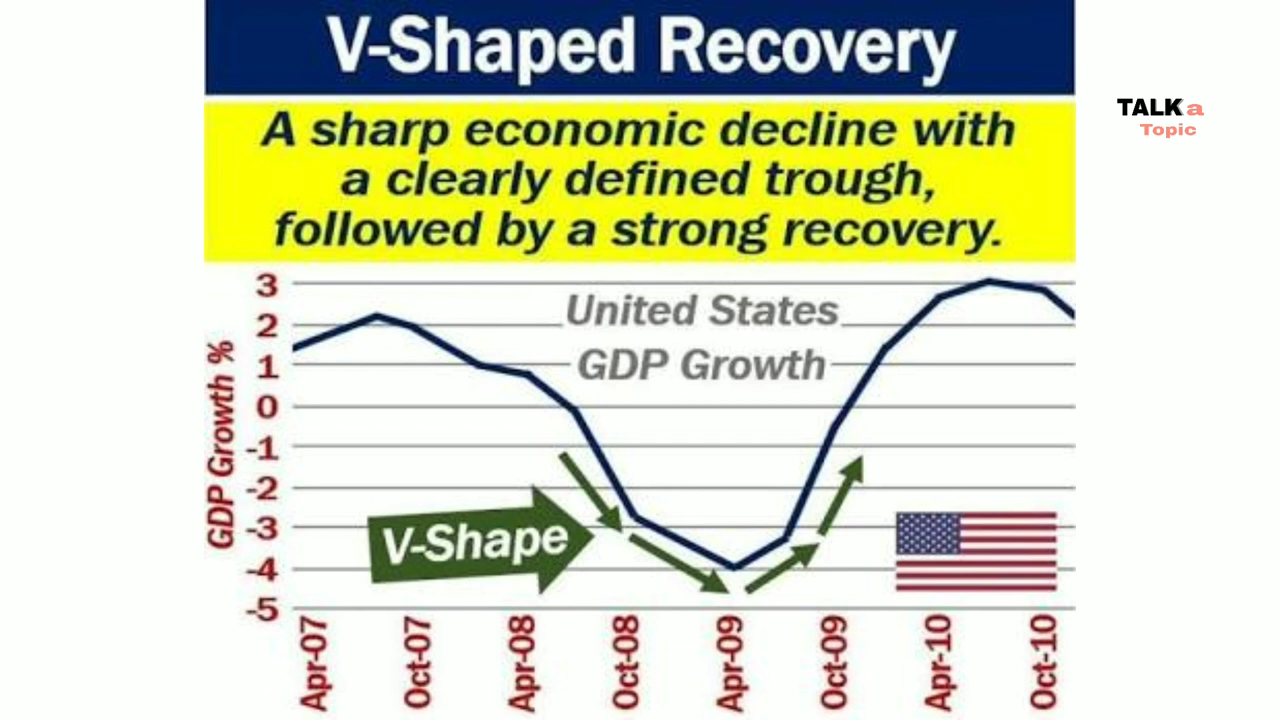 V-Shaped Recovery
TALK a
Topic
A sharp economic decline with
a clearly defined trough,
followed by a strong recovery.
United States
GDP Growth
GDP Growth %
3
2
1
0
-1
-2
-3
-4
-5
V-Shape
Apr-07
Oct-07
Apr-08
Oct-08
Apr-09
Oct-09
Apr-10
Oct-10